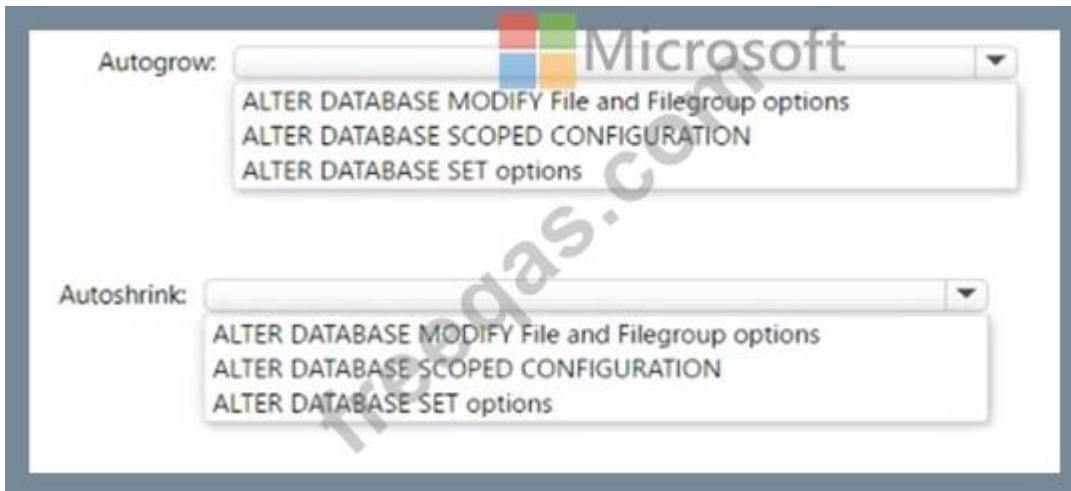 Microsoft
Autogrow:
ALTER DATABASE MODIFY File and Filegroup options
ALTER DATABASE SCOPED CONFIGURATION
ALTER DATABASE SET options
freeqas.com
Autoshrink:
ALTER DATABASE MODIFY File and Filegroup options
ALTER DATABASE SCOPED CONFIGURATION
ALTER DATABASE SET options